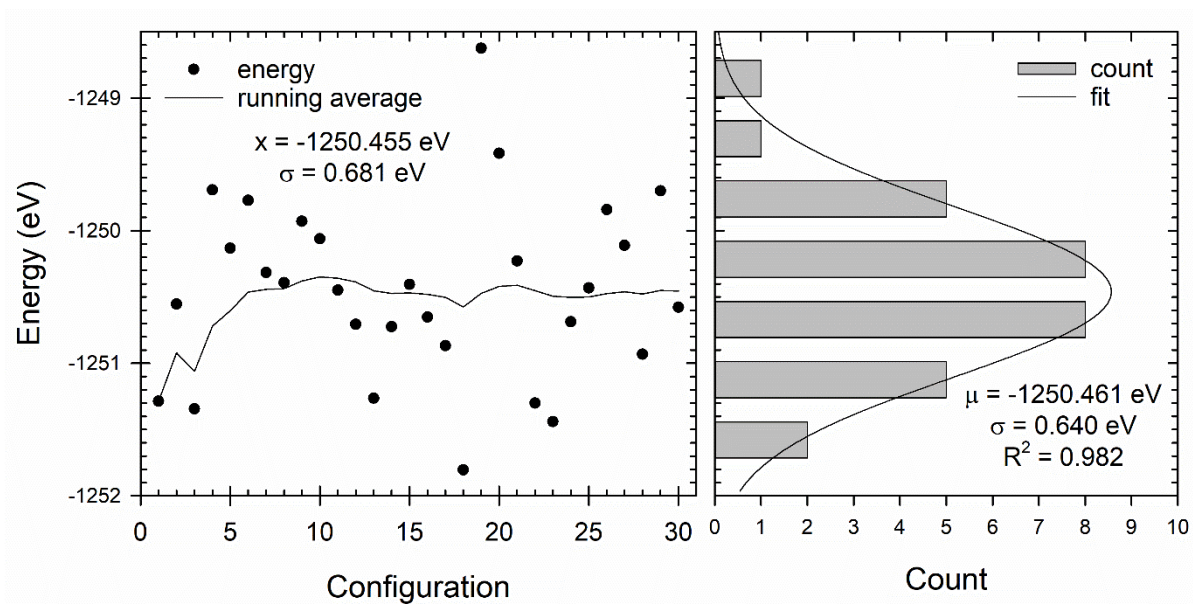 energy
running average
x = -1250.455 eV
σ = 0.681 eV
-1249
-1250
-1251
-1252
Energy (eV)
0 5 10 15 20 25 30
Configuration
count
fit
μ = -1250.461 eV
σ = 0.640 eV
R² = 0.982
0 1 2 3 4 5 6 7 8 9 10
Count